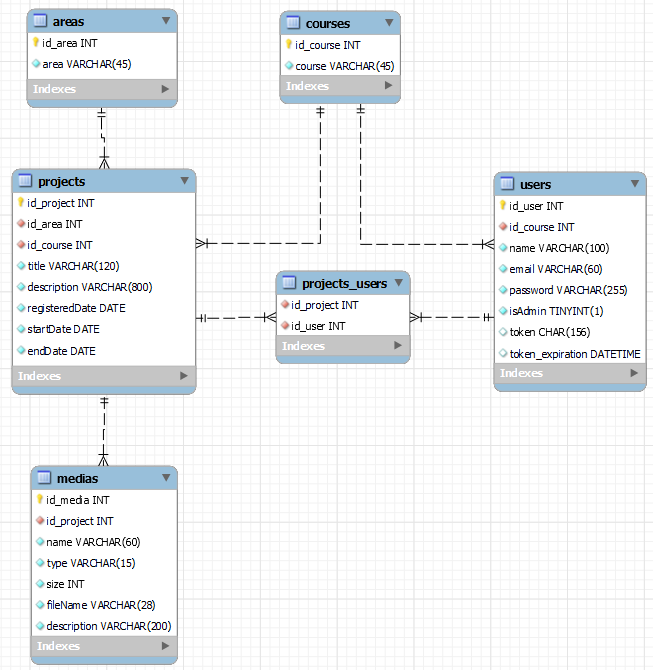 areas
id_area INT
area VARCHAR(45)
Indexes
courses
id_course INT
course VARCHAR(45)
Indexes
projects
id_project INT
id_area INT
id_course INT
title VARCHAR(120)
description VARCHAR(800)
registeredDate DATE
startDate DATE
endDate DATE
Indexes
projects_users
id_project INT
id_user INT
Indexes
users
id_user INT
id_course INT
name VARCHAR(100)
email VARCHAR(60)
password VARCHAR(255)
isAdmin TINYINT(1)
token CHAR(156)
token_expiration DATETIME
Indexes
medias
id_media INT
id_project INT
name VARCHAR(60)
type VARCHAR(15)
size INT
fileName VARCHAR(28)
description VARCHAR(200)
Indexes